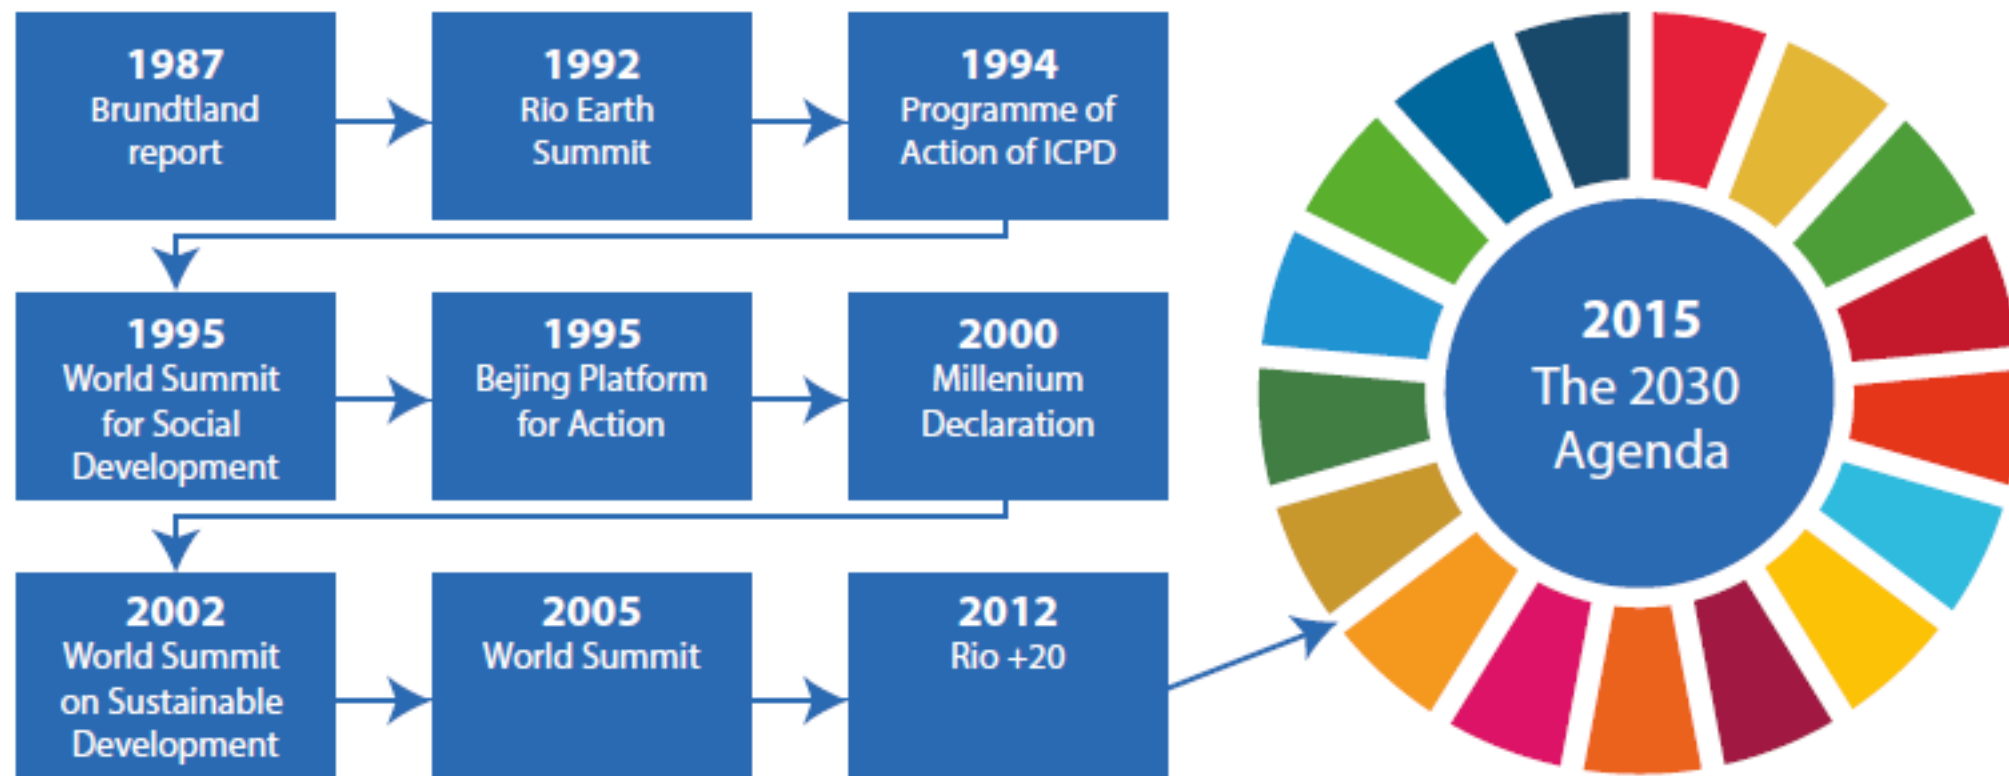 1987
Brundtland
report
1992
Rio Earth
Summit
1994
Programme of
Action of ICPD
1995
World Summit
for Social
Development
1995
Bejing Platform
for Action
2000
Millenium
Declaration
2002
World Summit
on Sustainable
Development
2005
World Summit
2012
Rio +20
2015
The 2030
Agenda